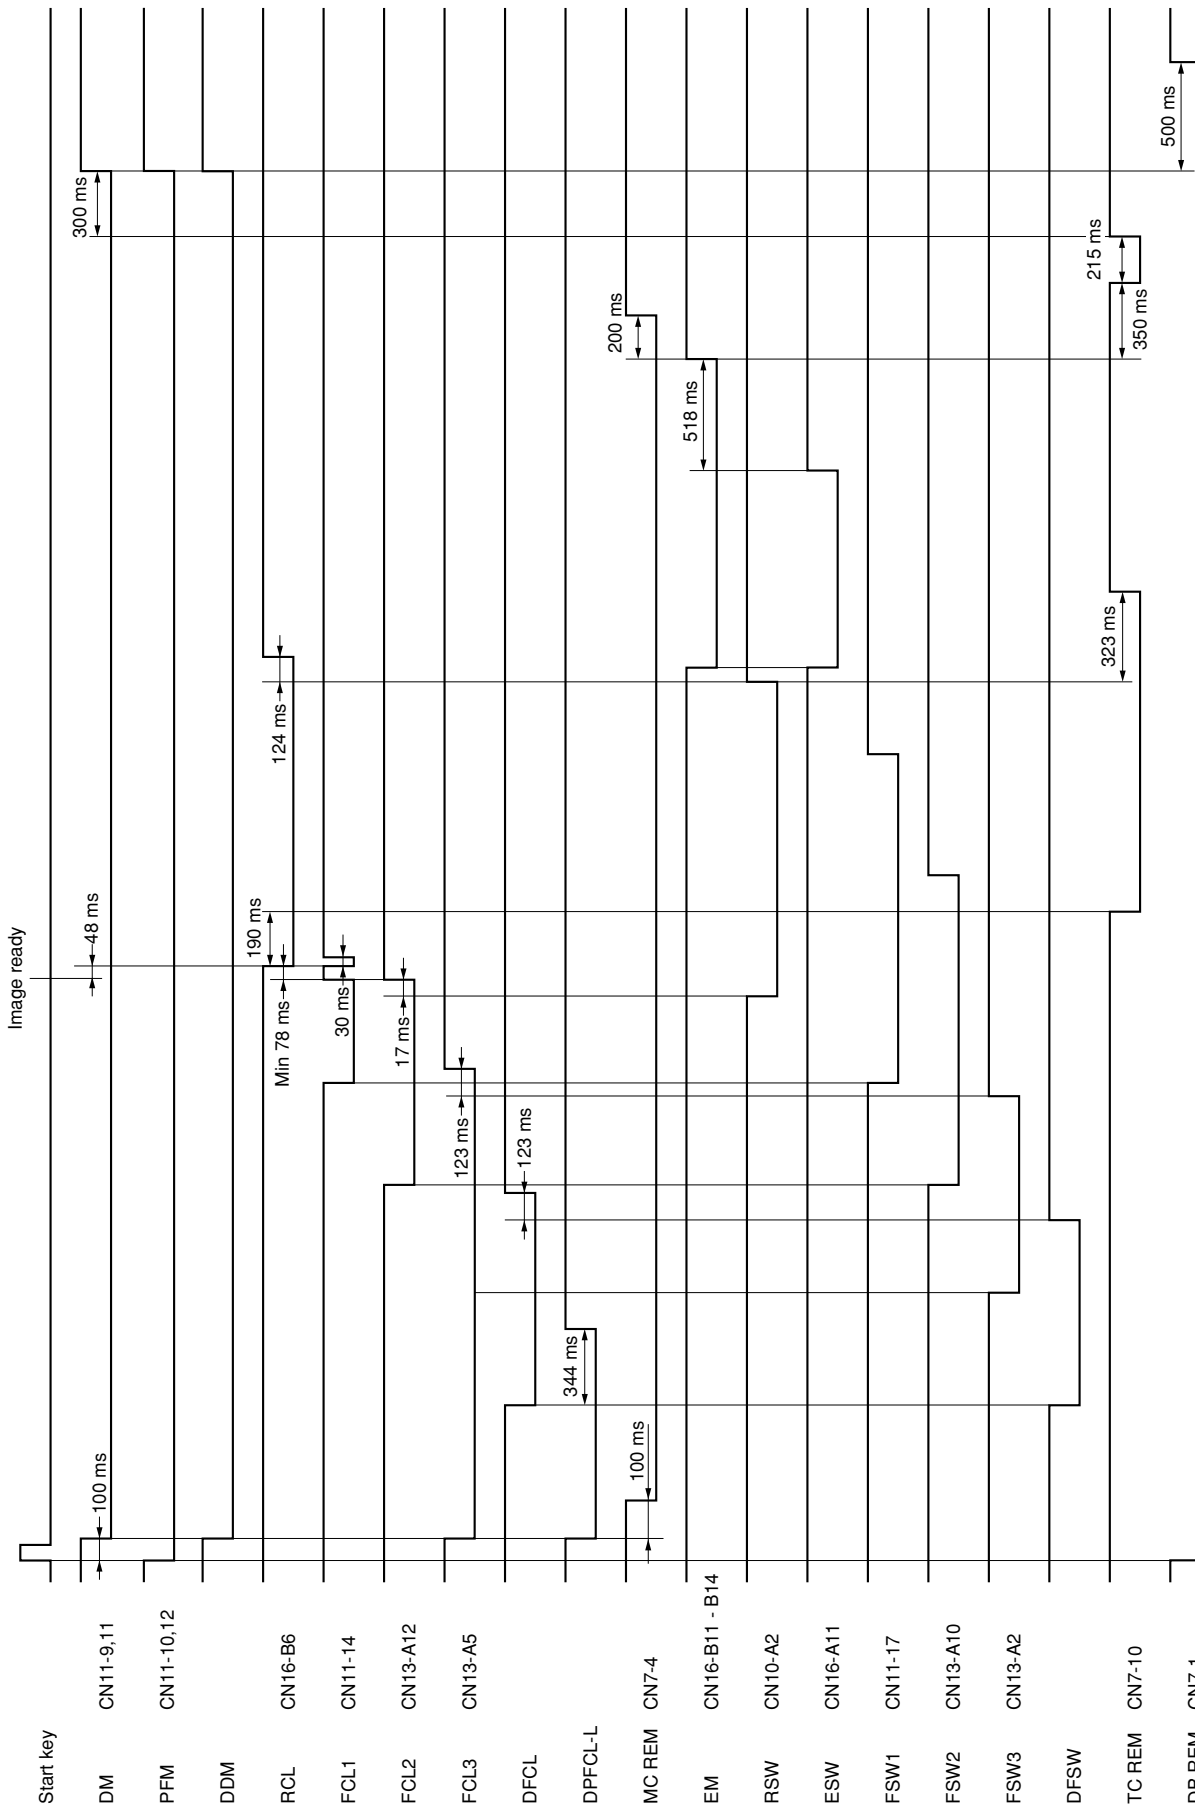 Image ready
Start key
DM CN11-9,11
100 ms
48 ms
300 ms
PFM CN11-10,12
DDM
RCL CN16-B6
Min 78 ms
190 ms
124 ms
FCL1 CN11-14
30 ms
FCL2 CN13-A12
17 ms
FCL3 CN13-A5
123 ms
DFCL
123 ms
DPFCL-L
344 ms
MC REM CN7-4
100 ms
200 ms
EM CN16-B11 - B14
518 ms
RSW CN10-A2
ESW CN16-A11
FSW1 CN11-17
FSW2 CN13-A10
FSW3 CN13-A2
DFSW
TC REM CN7-10
323 ms
350 ms
215 ms
REM CN7-1
500 ms